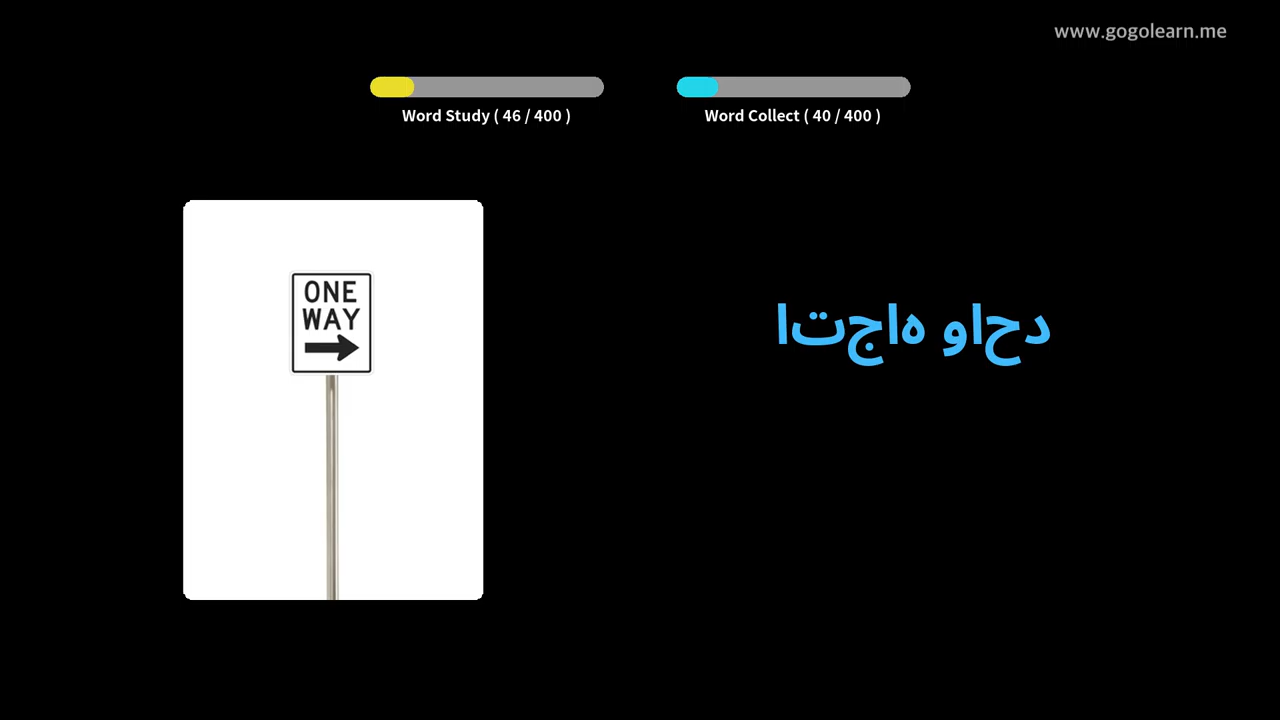 www.gogolearn.me
Word Study ( 46 / 400 )
Word Collect ( 40 / 400 )
ONE
WAY
اتجاه واحد